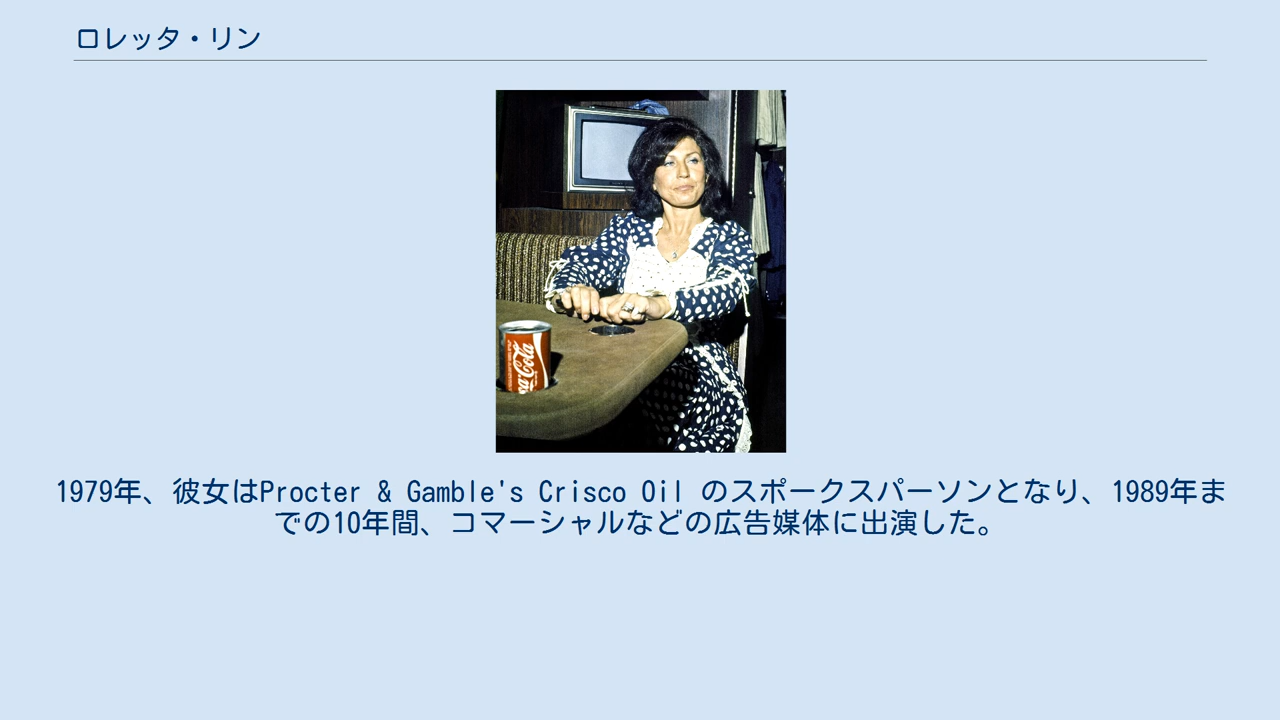 ロレッタ・リン
Coca-Cola
1979年、彼女はProcter & Gamble's Crisco Oil のスポークスパーソンとなり、1989年ま
での10年間、コマーシャルなどの広告媒体に出演した。